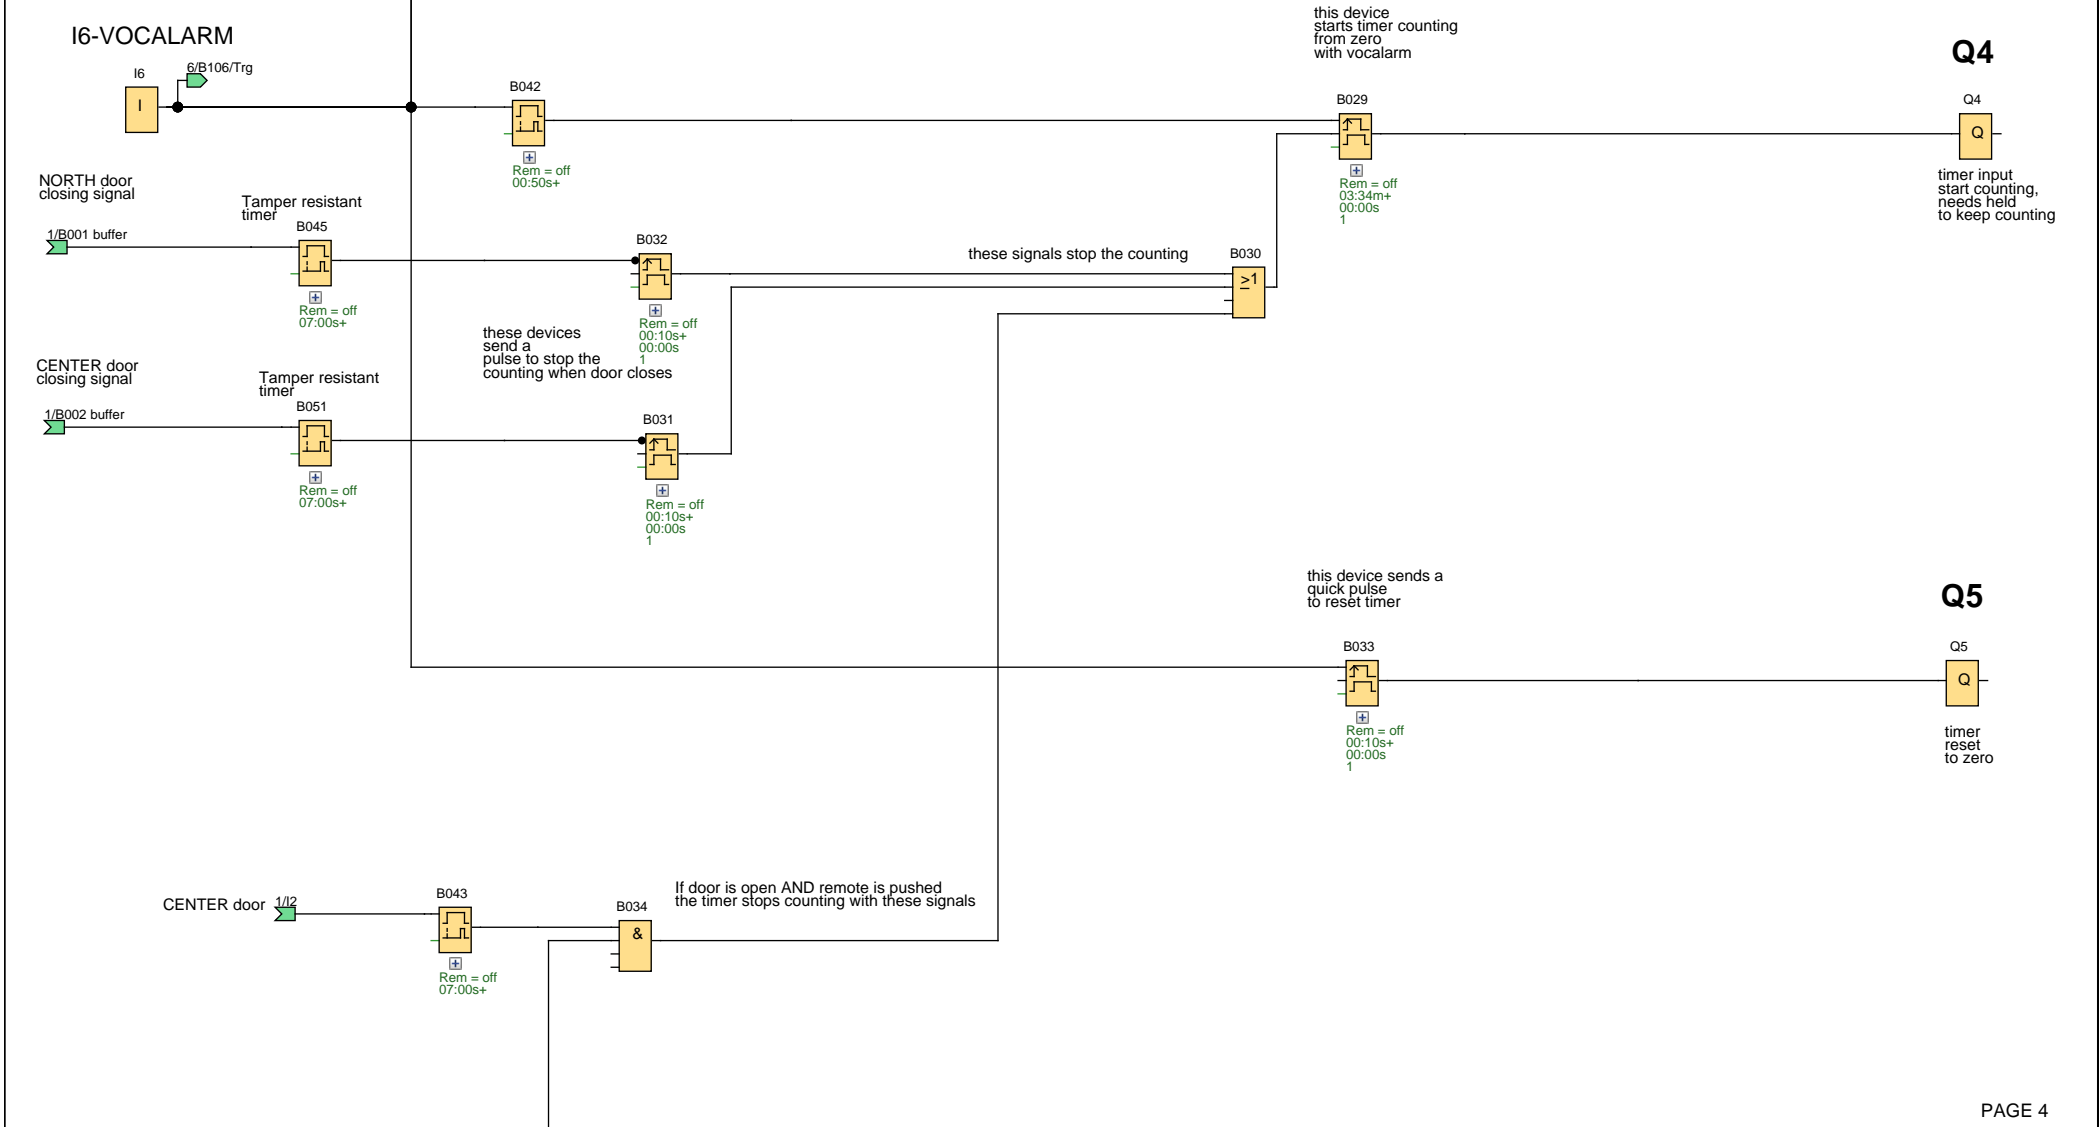 I6-VOCALARM
I6
6/B106/Trg
I
B042
Rem = off
00:50s+
this device
starts timer counting
from zero
with vocalarm
B029
Rem = off
03:34m+
00:00s
1
Q4
Q4
Q
timer input
start counting,
needs held
to keep counting
NORTH door
closing signal
1/B001 buffer
Tamper resistant
timer
B045
Rem = off
07:00s+
B032
Rem = off
00:10s+
00:00s
1
these signals stop the counting
B030
>1
these devices
send a
pulse to stop the
counting when door closes
CENTER door
closing signal
1/B002 buffer
Tamper resistant
timer
B051
Rem = off
07:00s+
B031
Rem = off
00:10s+
00:00s
1
this device sends a
quick pulse
to reset timer
B033
Rem = off
00:10s+
00:00s
1
Q5
Q5
Q
timer
reset
to zero
CENTER door
1/I2
B043
Rem = off
07:00s+
B034
&
If door is open AND remote is pushed
the timer stops counting with these signals
PAGE 4